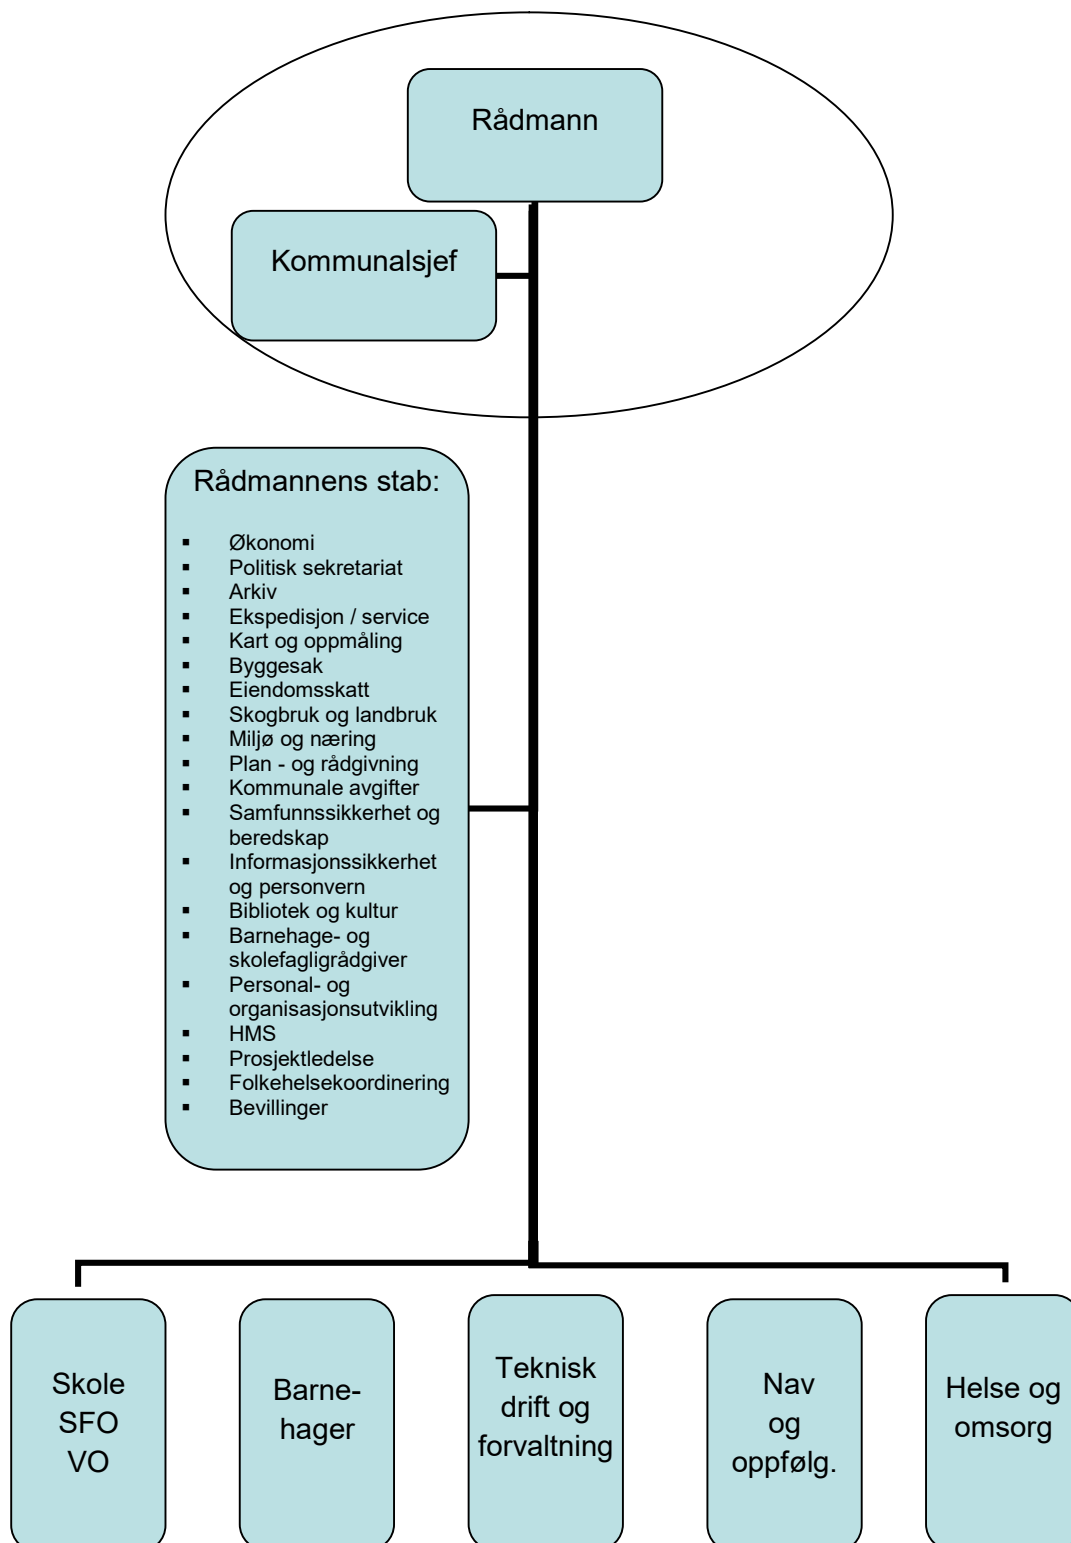 Rådmann
Kommunalsjef
Rådmannens stab:
▪ Økonomi
▪ Politisk sekretariat
▪ Arkiv
▪ Ekspedisjon / service
▪ Kart og oppmåling
▪ Byggesak
▪ Eiendomsskatt
▪ Skogbruk og landbruk
▪ Miljø og næring
▪ Plan - og rådgivning
▪ Kommunale avgifter
▪ Samfunnssikkerhet og
beredskap
▪ Informasjonssikkerhet
og personvern
▪ Bibliotek og kultur
▪ Barnehage- og
skolefagligrådgiver
▪ Personal- og
organisasjonsutvikling
▪ HMS
▪ Prosjektledelse
▪ Folkehelsekoordinering
▪ Bevillinger
Skole
SFO
VO
Barne-
hager
Teknisk
drift og
forvaltning
Nav
og
oppfølg.
Helse og
omsorg